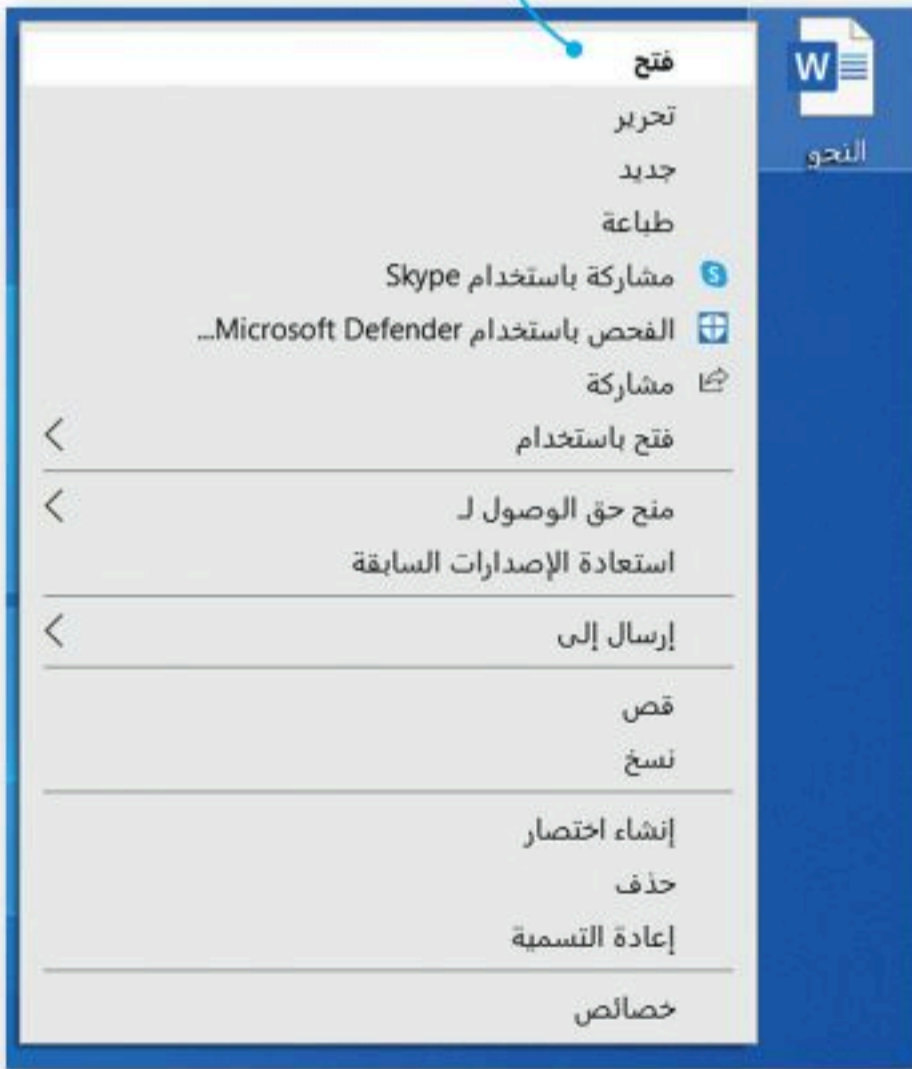 W
النحو
فتح
تحرير
جديد
طباعة
مشاركة باستخدام Skype
الفحص باستخدام Microsoft Defender...
مشاركة
فتح باستخدام
منح حق الوصول لـ
استعادة الإصدارات السابقة
إرسال إلى
قص
نسخ
إنشاء اختصار
حذف
إعادة التسمية
خصائص